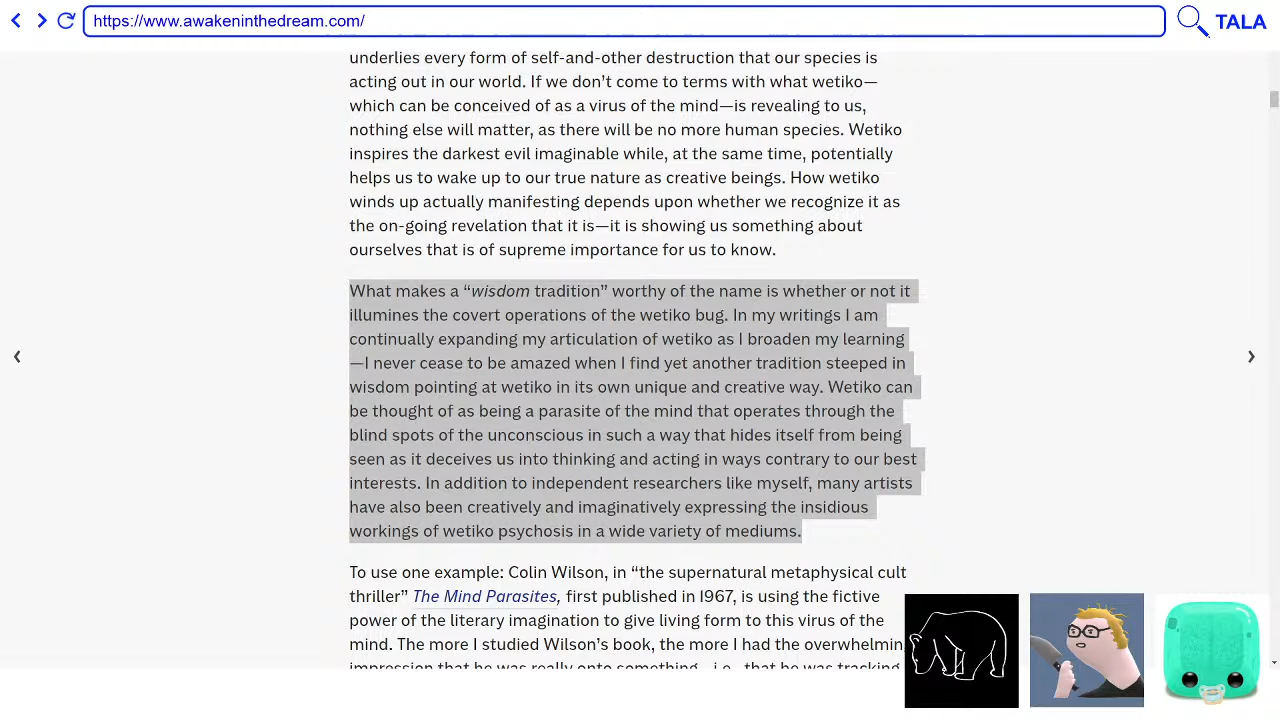 https://www.awakeninthedream.com/
TALA
underlies every form of self-and-other destruction that our species is
acting out in our world. If we don’t come to terms with what wetiko—
which can be conceived of as a virus of the mind—is revealing to us,
nothing else will matter, as there will be no more human species. Wetiko
inspires the darkest evil imaginable while, at the same time, potentially
helps us to wake up to our true nature as creative beings. How wetiko
winds up actually manifesting depends upon whether we recognize it as
the on-going revelation that it is—it is showing us something about
ourselves that is of supreme importance for us to know.
What makes a “wisdom tradition” worthy of the name is whether or not it
illumines the covert operations of the wetiko bug. In my writings I am
continually expanding my articulation of wetiko as I broaden my learning
—I never cease to be amazed when I find yet another tradition steeped in
wisdom pointing at wetiko in its own unique and creative way. Wetiko can
be thought of as being a parasite of the mind that operates through the
blind spots of the unconscious in such a way that hides itself from being
seen as it deceives us into thinking and acting in ways contrary to our best
interests. In addition to independent researchers like myself, many artists
have also been creatively and imaginatively expressing the insidious
workings of wetiko psychosis in a wide variety of mediums.
To use one example: Colin Wilson, in “the supernatural metaphysical cult
thriller” The Mind Parasites, first published in 1967, is using the fictive
power of the literary imagination to give living form to this virus of the
mind. The more I studied Wilson’s book, the more I had the overwhelmin
impression that he was really onto something—i.e., that he was tracking